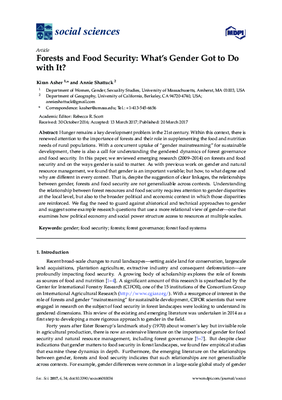 social sciences
MDPI
Article
Forests and Food Security: What's Gender Got to Do
with It?
Kiran Asher 1,* and Annie Shattuck 2
1 Department of Women, Gender, Sexuality Studies, University of Massachusetts, Amherst, MA 01003, USA
2 Department of Geography, University of California, Berkeley, CA 94720-4740, USA;
annieshattuck@gmail.com
* Correspondence: kasher@umass.edu; Tel.: +1-413-545-6656
Academic Editor: Rebecca B. Scott
Received: 30 October 2016; Accepted: 13 March 2017; Published: 20 March 2017
Abstract: Hunger remains a key development problem in the 21st century. Within this context, there is
renewed attention to the importance of forests and their role in supplementing the food and nutrition
needs of rural populations. With a concurrent uptake of "gender mainstreaming" for sustainable
development, there is also a call for understanding the gendered dynamics of forest governance
and food security. In this paper, we reviewed emerging research (2009–2014) on forests and food
security and on the ways gender is said to matter. As with previous work on gender and natural
resource management, we found that gender is an important variable; but how, to what degree and
why are different in every context. That is, despite the suggestion of clear linkages, the relationships
between gender, forests and food security are not generalizable across contexts. Understanding
the relationship between forest resources and food security requires attention to gender disparities
at the local level, but also to the broader political and economic context in which those disparities
are reinforced. We flag the need to guard against ahistorical and technical approaches to gender
and suggest some example research questions that use a more relational view of gender—one that
examines how political economy and social power structure access to resources at multiple scales.
Keywords: gender; food security; forests; forest governance; forest food systems
1. Introduction
Recent broad-scale changes to rural landscapes—setting aside land for conservation, largescale
land acquisitions, plantation agriculture, extractive industry and consequent deforestation—are
profoundly impacting food security. A growing body of scholarship explores the role of forests
as sources of food and nutrition [1–4]. A significant amount of this research is spearheaded by the
Center for International Forestry Research (CIFOR), one of the 15 institutions of the Consortium Group
on International Agricultural Research (http://www.cgiar.org/). With a resurgence of interest in the
role of forests and gender "mainstreaming" for sustainable development, CIFOR scientists that were
engaged in research on the subject of food security in forest landscapes were looking to understand its
gendered dimensions. This review of the existing and emerging literature was undertaken in 2014 as a
first step to developing a more rigorous approach to gender in the field.
Forty years after Ester Boserup's landmark study (1970) about women's key but invisible role in
agricultural production, there is now an extensive literature on the importance of gender for food
security and natural resource management, including forest governance [5–7]. But despite clear
indications that gender matters to food security in forest landscapes, we found few empirical studies
that examine these dynamics in depth. Furthermore, the emerging literature on the relationships
between gender, forests and food security indicates that such relationships are not generalizable
across contexts. For example, gender differences were common in a large-scale global study of gender
Soc. Sci. 2017, 6, 34; doi:10.3390/socsci6010034
www.mdpi.com/journal/socsci